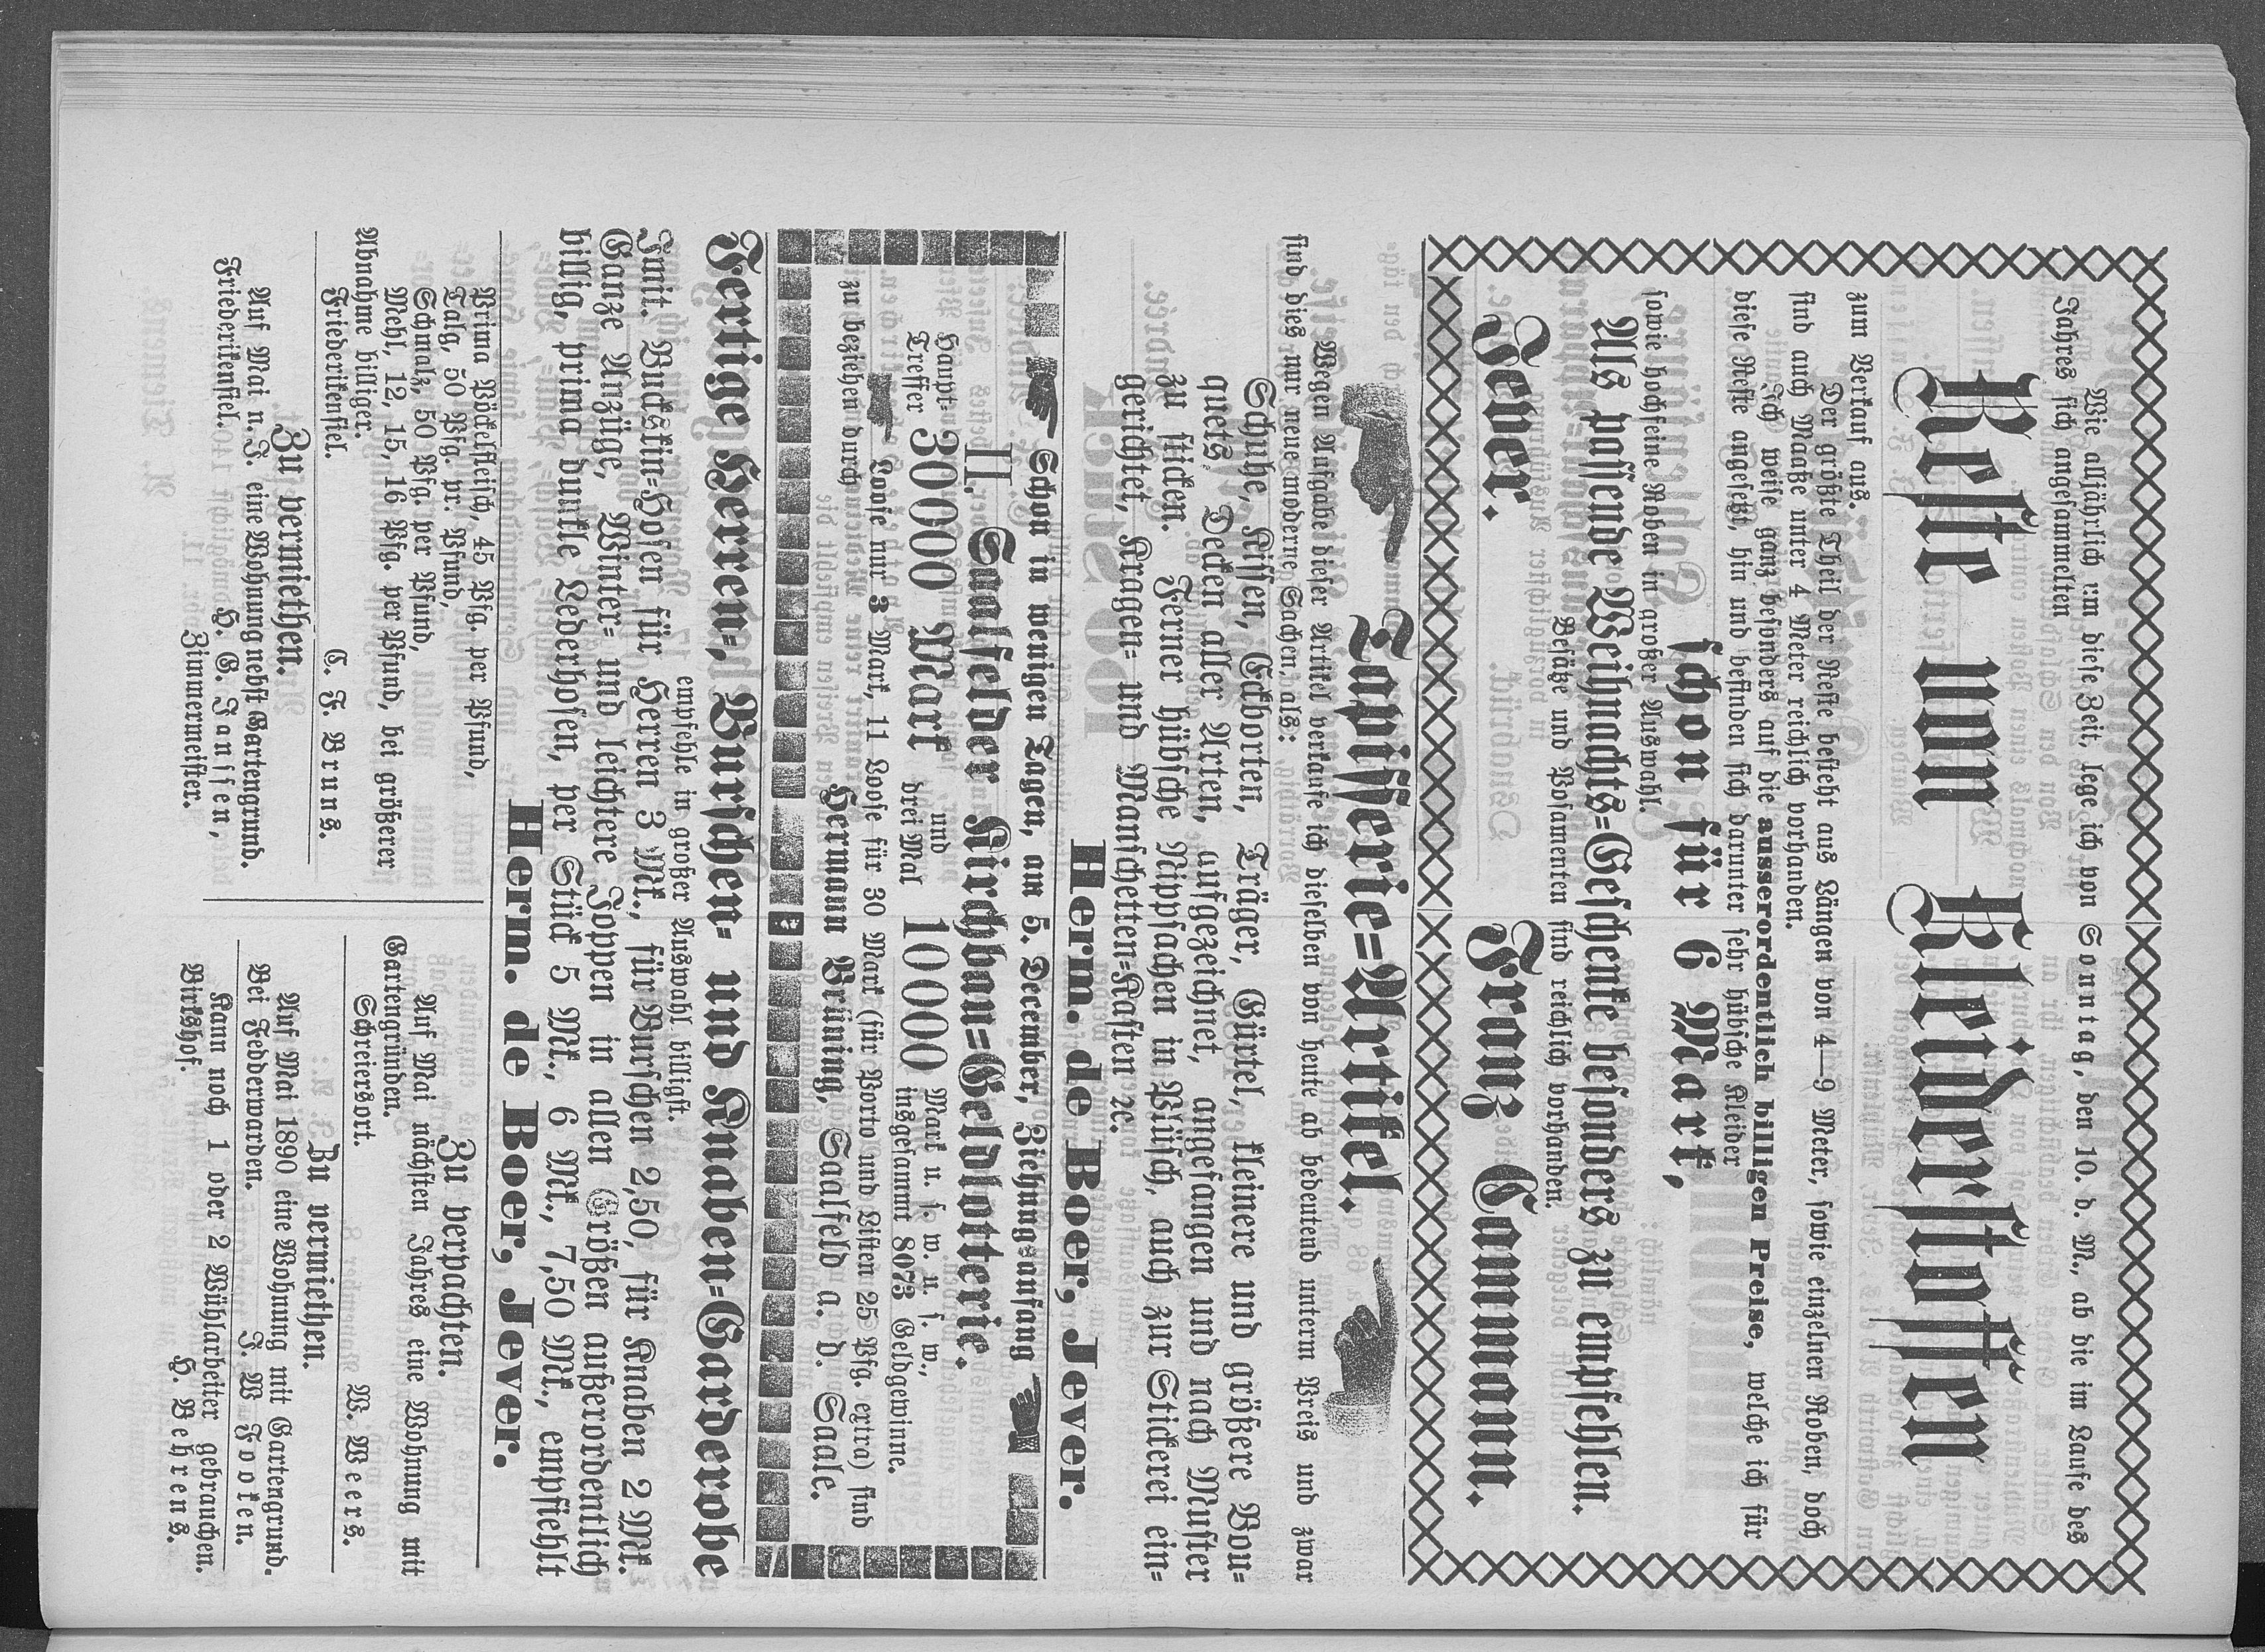 Wie alljährlich um diese Zeit, lege ich von Sonntag, den 10. d. M., ab die im Laufe des
Jahres sich angesammelten
Reste von Kleiderstoffen
zum Verkauf aus.
Der größte Theil der Reste besteht aus Längen von 4—9 Meter, sowie einzelnen Roben, doch
sind auch Maaße unter 4 Meter reichlich vorhanden.
Ich weise ganz besonders auf die ausserordentlich billigen Preise, welche ich für
diese Reste angesetzt, hin und befinden sich darunter sehr hübsche Kleider
schon für 6 Mark,
sowie hochfeine Roben in großer Auswahl.
Als passende Weihnachts=Geschenke besonders zu empfehlen.
Besätze und Posamenten sind reichlich vorhanden.
Jever. Franz Cammann.
Tapisserie=Artikel.
Wegen Aufgabe dieser Artikel verkaufe ich dieselben von heute ab bedeutend unterm Preis und zwar
sind dies nur neue moderne Sachen, als:
Schuhe, Kissen, Eckborten, Träger, Gürtel, kleinere und größere Bou=
quets, Decken aller Arten, aufgezeichnet, angefangen und nach Muster
zu sticken. Ferner hübsche Nippsachen in Plüsch, auch zur Stickerei ein=
gerichtet, Kragen= und Manschetten=Kasten 2c.
Herm. de Boer, Jever.
Schon in wenigen Tagen, am 5. December, Ziehungsanfang
II. Saalfelder Kirchbau=Geldlotterie.
Haupt=
Treffer 30000 Mark und
drei Mal 10000 Mark u. s. w. u. s. w.,
insgesammt 8073 Geldgewinne.
Loose nur 3 Mark, 11 Loose für 30 Mark (für Porto und Listen 25 Pfg. extra) sind
zu beziehen durch Hermann Brüning, Saalfeld a. d. Saale.
Fertige Herren=, Burschen= und Knaben=Garderobe
empfehle in großer Auswahl billigst.
Imit. Buckskin=Hosen für Herren 3 Mk., für Burschen 2,50, für Knaben 2 Mk.
Ganze Anzüge, Winter= und leichtere Joppen in allen Größen außerordentlich
billig, prima dunkle Lederhosen, per Stück 5 Mk., 6 Mk., 7,50 Mk., empfiehlt
Herm. de Boer, Jever.
Prima Pökelfleisch, 45 Pfg. per Pfund,
Talg, 50 Pfg. pr. Pfund,
Schmalz, 50 Pfg. per Pfund,
Mehl, 12, 15, 16 Pfg. per Pfund, bei größerer
Abnahme billiger.
Friederikensiel. C. F. Bruns.
Zu vermiethen.
Auf Mai n. J. eine Wohnung nebst Gartengrund.
Friederikensiel. H. G. Janssen,
Zimmermeister.
Zu verpachten.
Auf Mai nächsten Jahres eine Wohnung mit
Gartengründen.
Schreiersort. W. Weers.
Zu vermiethen.
Auf Mai 1890 eine Wohnung mit Gartengrund.
Bei Fedderwarden. J. W Fooken.
Kann noch 1 oder 2 Wühlarbeiter gebrauchen.
Birkshof. H. Behrens.